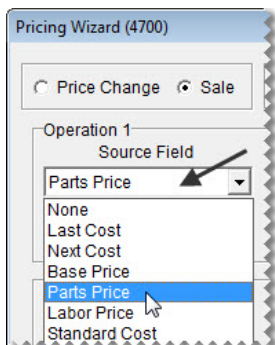 Pricing Wizard (4700)
Price Change Sale
Operation 1
Source Field
Parts Price
None
Last Cost
Next Cost
Base Price
Parts Price
Labor Price
Standard Cost